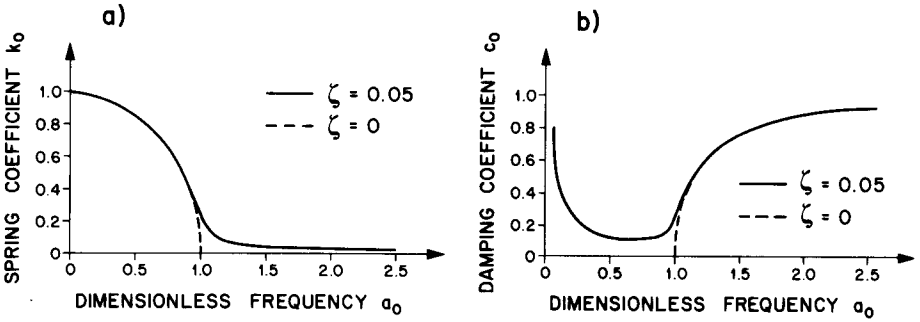 a)
SPRING COEFFICIENT k₀
1.0
0.8
0.6
0.4
0.2
0
ζ = 0.05
ζ = 0
0
0.5
1.0
1.5
2.0
2.5
DIMENSIONLESS FREQUENCY a₀
b)
DAMPING COEFFICIENT c₀
1.0
0.8
0.6
0.4
0.2
0
ζ = 0.05
ζ = 0
0
0.5
1.0
1.5
2.0
2.5
DIMENSIONLESS FREQUENCY a₀